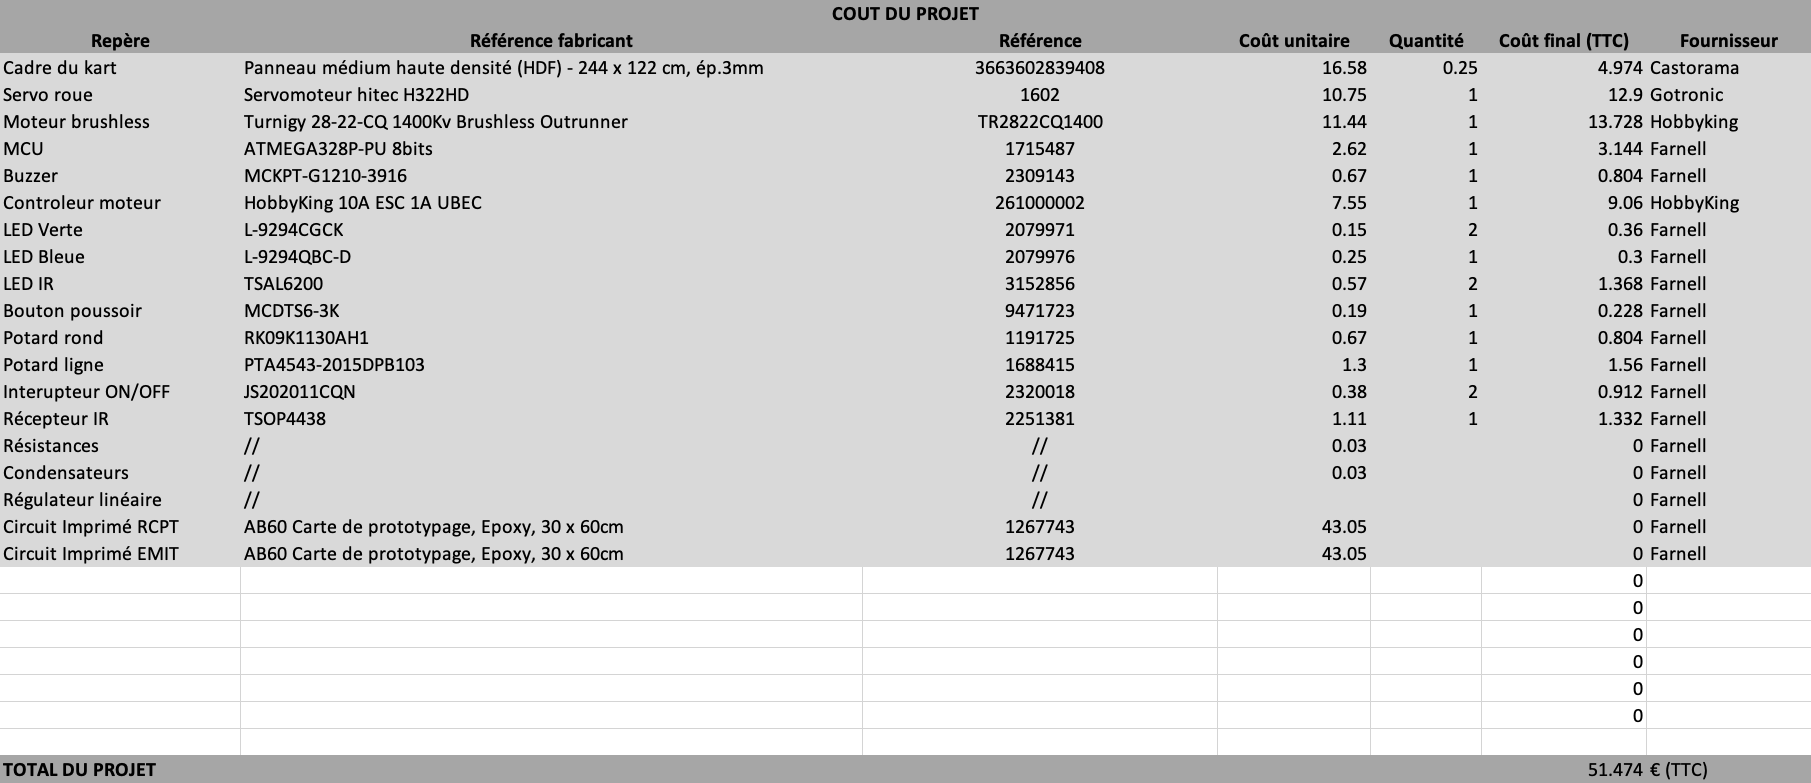 COUT DU PROJET
Repère Référence fabricant Référence Coût unitaire Quantité Coût final (TTC) Fournisseur
Cadre du kart Panneau médium haute densité (HDF) - 244 x 122 cm, ép.3mm 3663602839408 16.58 0.25 4.974 Castorama
Servo roue Servomoteur hitec H322HD 1602 10.75 1 12.9 Gotronic
Moteur brushless Turnigy 28-22-CQ 1400Kv Brushless Outrunner TR2822CQ1400 11.44 1 13.728 Hobbyking
MCU ATMEGA328P-PU 8bits 1715487 2.62 1 3.144 Farnell
Buzzer MCKPT-G1210-3916 2309143 0.67 1 0.804 Farnell
Controleur moteur HobbyKing 10A ESC 1A UBEC 261000002 7.55 1 9.06 HobbyKing
LED Verte L-9294CGCK 2079971 0.15 2 0.36 Farnell
LED Bleue L-9294QBC-D 2079976 0.25 1 0.3 Farnell
LED IR TSAL6200 3152856 0.57 2 1.368 Farnell
Bouton poussoir MCDTS6-3K 9471723 0.19 1 0.228 Farnell
Potard rond RK09K1130AH1 1191725 0.67 1 0.804 Farnell
Potard ligne PTA4543-2015DPB103 1688415 1.3 1 1.56 Farnell
Interupteur ON/OFF JS202011CQN 2320018 0.38 2 0.912 Farnell
Récepteur IR TSOP4438 2251381 1.11 1 1.332 Farnell
Résistances // // 0.03 0 Farnell
Condensateurs // // 0.03 0 Farnell
Régulateur linéaire // // 0 Farnell
Circuit Imprimé RCPT AB60 Carte de prototypage, Epoxy, 30 x 60cm 1267743 43.05 0 Farnell
Circuit Imprimé EMIT AB60 Carte de prototypage, Epoxy, 30 x 60cm 1267743 43.05 0 Farnell
0
0
0
0
0
0
TOTAL DU PROJET 51.474 € (TTC)